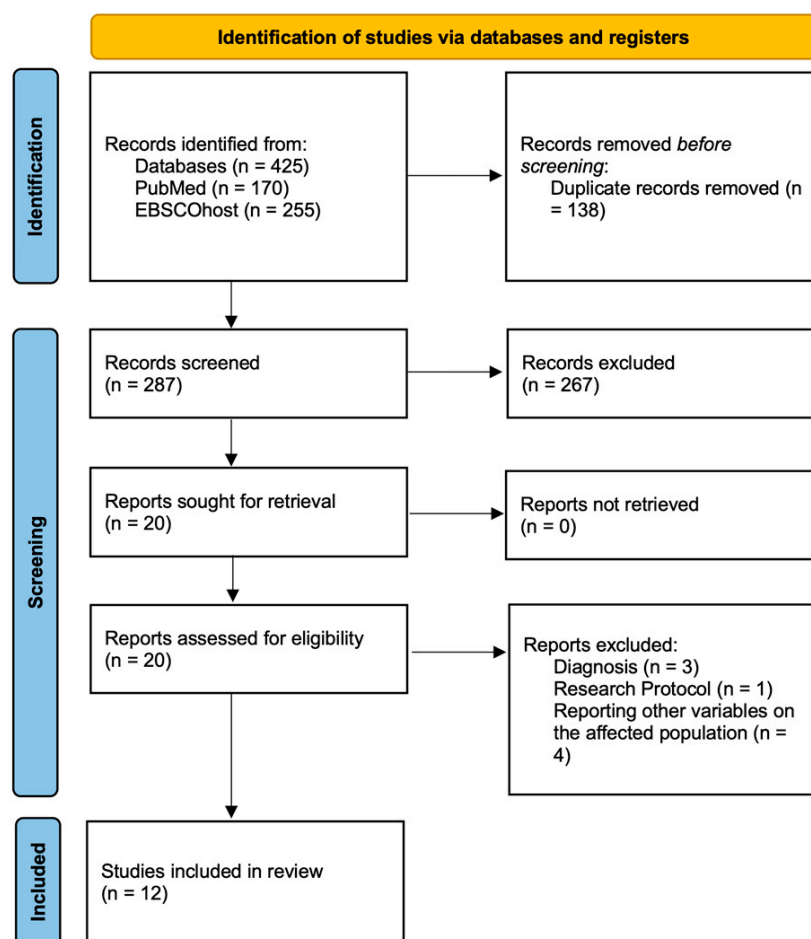 Identification of studies via databases and registers
Identification
Records identified from:
Databases (n = 425)
PubMed (n = 170)
EBSCOhost (n = 255)
Records removed before
screening:
Duplicate records removed (n
= 138)
Screening
Records screened
(n = 287)
Records excluded
(n = 267)
Reports sought for retrieval
(n = 20)
Reports not retrieved
(n = 0)
Reports assessed for eligibility
(n = 20)
Reports excluded:
Diagnosis (n = 3)
Research Protocol (n = 1)
Reporting other variables on
the affected population (n =
4)
Included
Studies included in review
(n = 12)